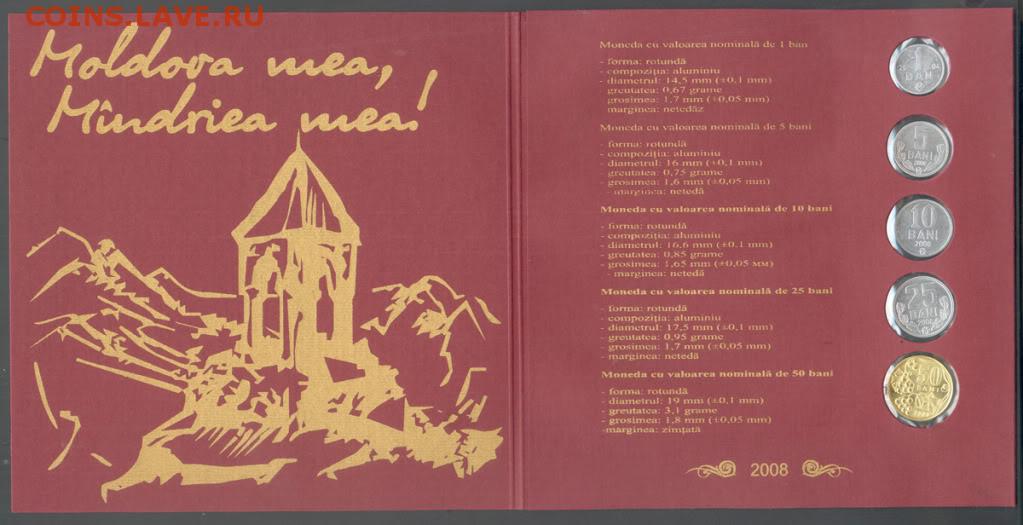 COINS.LAVE.RU
Moldova mea,
Mîndriea mea!
Moneda cu valoarea nominală de 1 ban
- forma: rotundă
- compoziţia: aluminiu
- diametrul: 14,5 mm (±0,1 mm)
greutatea: 0,67 grame
grosimea: 1,7 mm (±0,05 mm)
marginea: netedăz
Moneda cu valoarea nominală de 5 bani
- forma: rotundă
- compoziţia: aluminiu
- diametrul: 16 mm (±0,1 mm)
greutatea: 0,75 grame
- grosimea: 1,6 mm (±0,05 mm)
- marginea: netedă
Moneda cu valoarea nominală de 10 bani
- forma: rotundă
- compoziţia: aluminiu
- diametrul: 16,6 mm (±0,1 mm)
- greutatea: 0,85 grame
- grosimea: 1,65 mm (±0,05 мм)
- marginea: netedă
Moneda cu valoarea nominală de 25 bani
- forma: rotundă
- compoziţia: aluminiu
- diametrul: 17,5 mm (±0,1 mm)
- greutatea: 0,95 grame
- grosimea: 1,7 mm (±0,05 mm)
- marginea: netedă
Moneda cu valoarea nominală de 50 bani
- forma: rotundă
- diametrul: 19 mm (±0,1 mm)
- greutatea: 3,1 grame
- grosimea: 1,8 mm (±0,05 mm)
-marginea: zimţată
2008
1
BAN
5
BANI
2006
10
BANI
2008
25
BANI
50
BANI